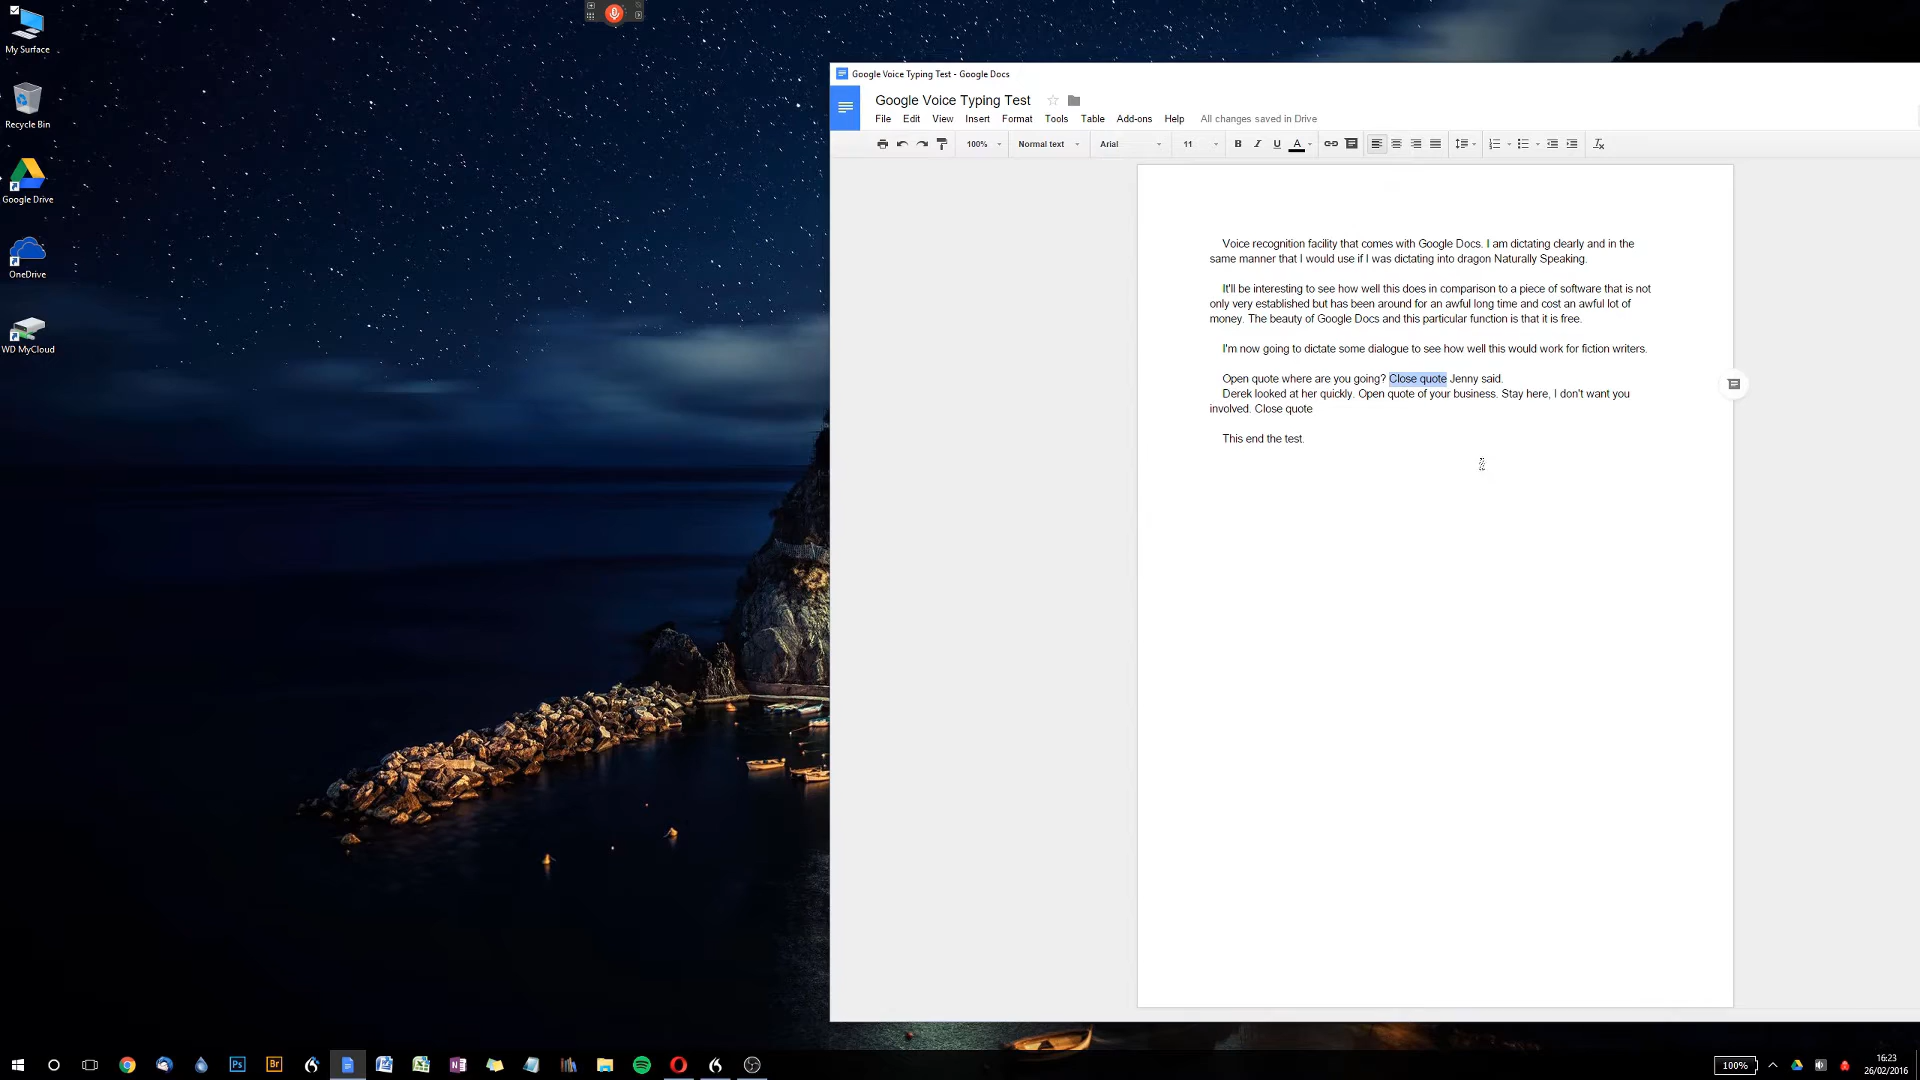 My Surface
Recycle Bin
Google Drive
OneDrive
WD MyCloud
Google Voice Typing Test - Google Docs
Google Voice Typing Test
File Edit View Insert Format Tools Table Add-ons Help All changes saved in Drive
100% Normal text Arial 11 B I U A
Voice recognition facility that comes with Google Docs. I am dictating clearly and in the
same manner that I would use if I was dictating into dragon Naturally Speaking.
It'll be interesting to see how well this does in comparison to a piece of software that is not
only very established but has been around for an awful long time and cost an awful lot of
money. The beauty of Google Docs and this particular function is that it is free.
I'm now going to dictate some dialogue to see how well this would work for fiction writers.
Open quote where are you going? Close quote Jenny said.
Derek looked at her quickly. Open quote of your business. Stay here, I don't want you
involved. Close quote
This end the test.
Ps
Br
100%
16:23
26/02/2016